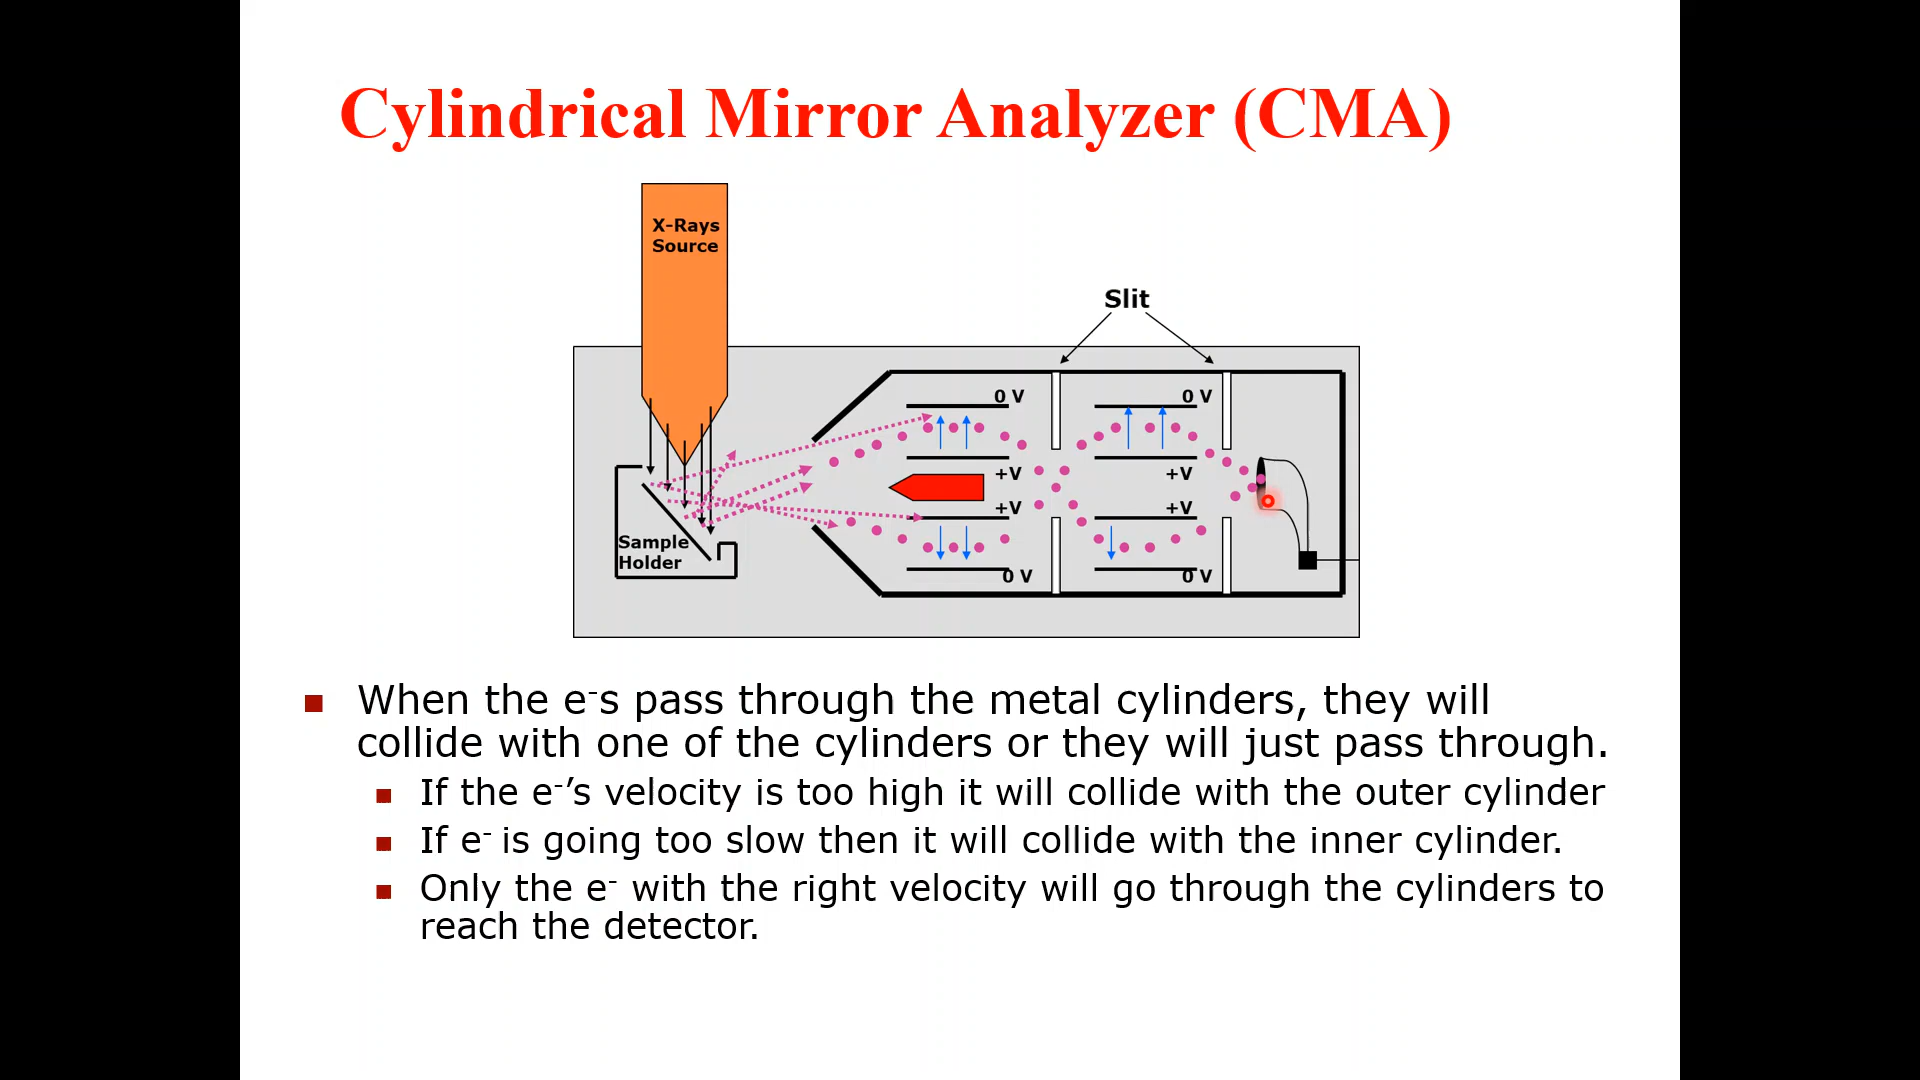 Cylindrical Mirror Analyzer (CMA)
X-Rays
Source
Slit
0 V
0 V
+V
+V
+V
+V
Sample
Holder
0 V
0 V
When the e-s pass through the metal cylinders, they will
collide with one of the cylinders or they will just pass through.
If the e-’s velocity is too high it will collide with the outer cylinder
If e- is going too slow then it will collide with the inner cylinder.
Only the e- with the right velocity will go through the cylinders to
reach the detector.